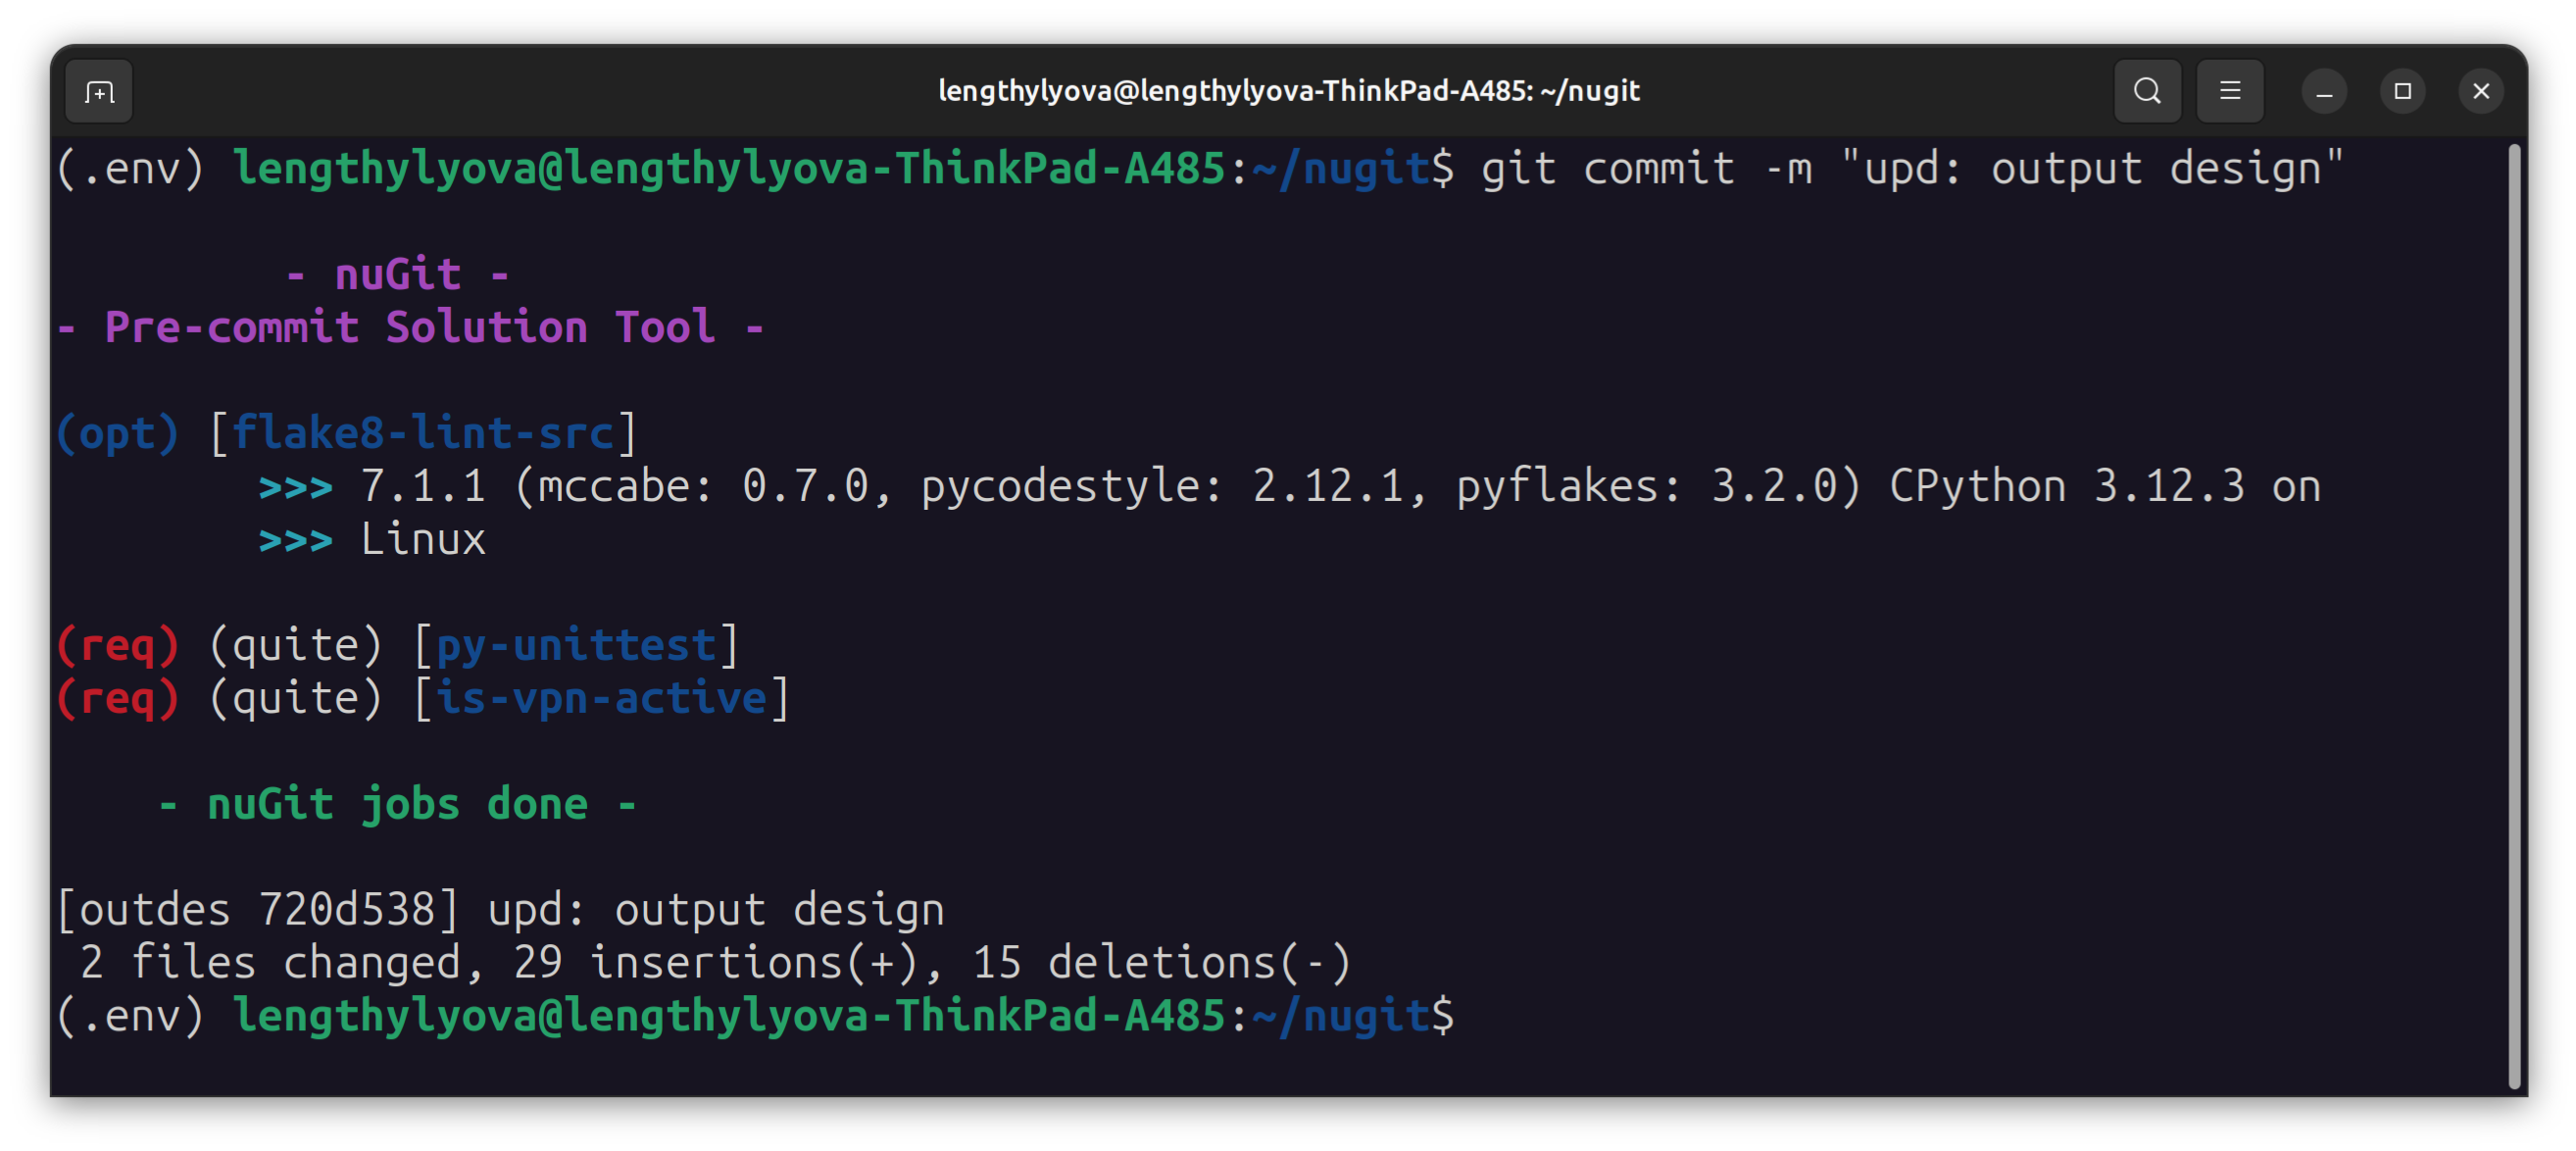 lengthylyova@lengthylyova-ThinkPad-A485: ~/nugit
(.env) lengthylyova@lengthylyova-ThinkPad-A485:~/nugit$ git commit -m "upd: output design"
- nuGit -
- Pre-commit Solution Tool -
(opt) [flake8-lint-src]
>>> 7.1.1 (mccabe: 0.7.0, pycodestyle: 2.12.1, pyflakes: 3.2.0) CPython 3.12.3 on
>>> Linux
(req) (quite) [py-unittest]
(req) (quite) [is-vpn-active]
- nuGit jobs done -
[outdes 720d538] upd: output design
2 files changed, 29 insertions(+), 15 deletions(-)
(.env) lengthylyova@lengthylyova-ThinkPad-A485:~/nugit$